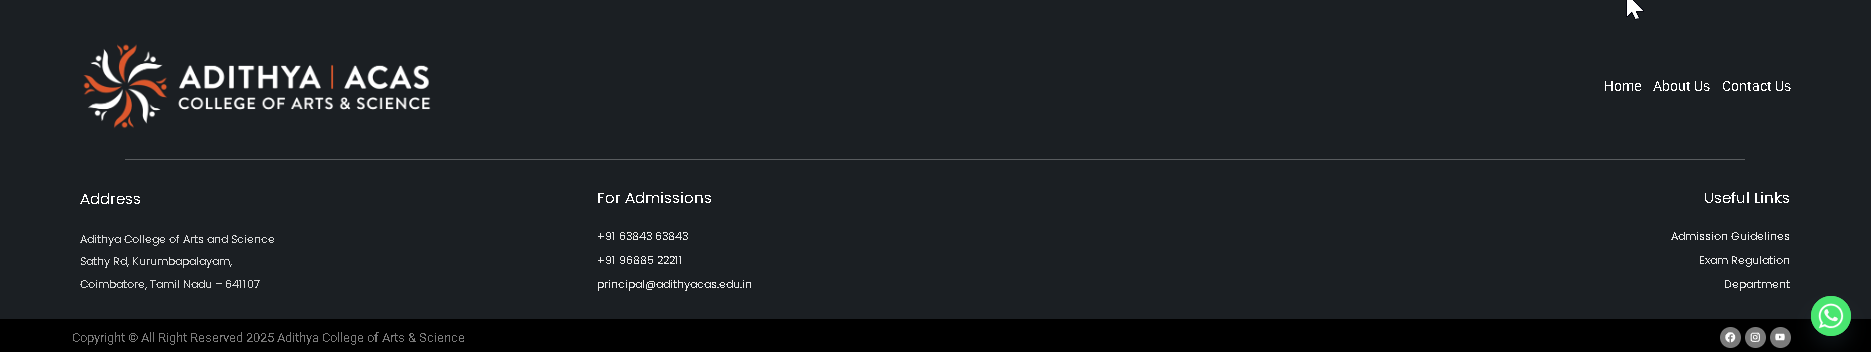 ADITHYA | ACAS
COLLEGE OF ARTS & SCIENCE
Home About Us Contact Us
Address
Adithya College of Arts and Science
Sathy Rd, Kurumbapalayam,
Coimbatore, Tamil Nadu – 641107
For Admissions
+91 63843 63843
+91 96885 22211
principal@adithyacas.edu.in
Useful Links
Admission Guidelines
Exam Regulation
Department
Copyright © All Right Reserved 2025 Adithya College of Arts & Science